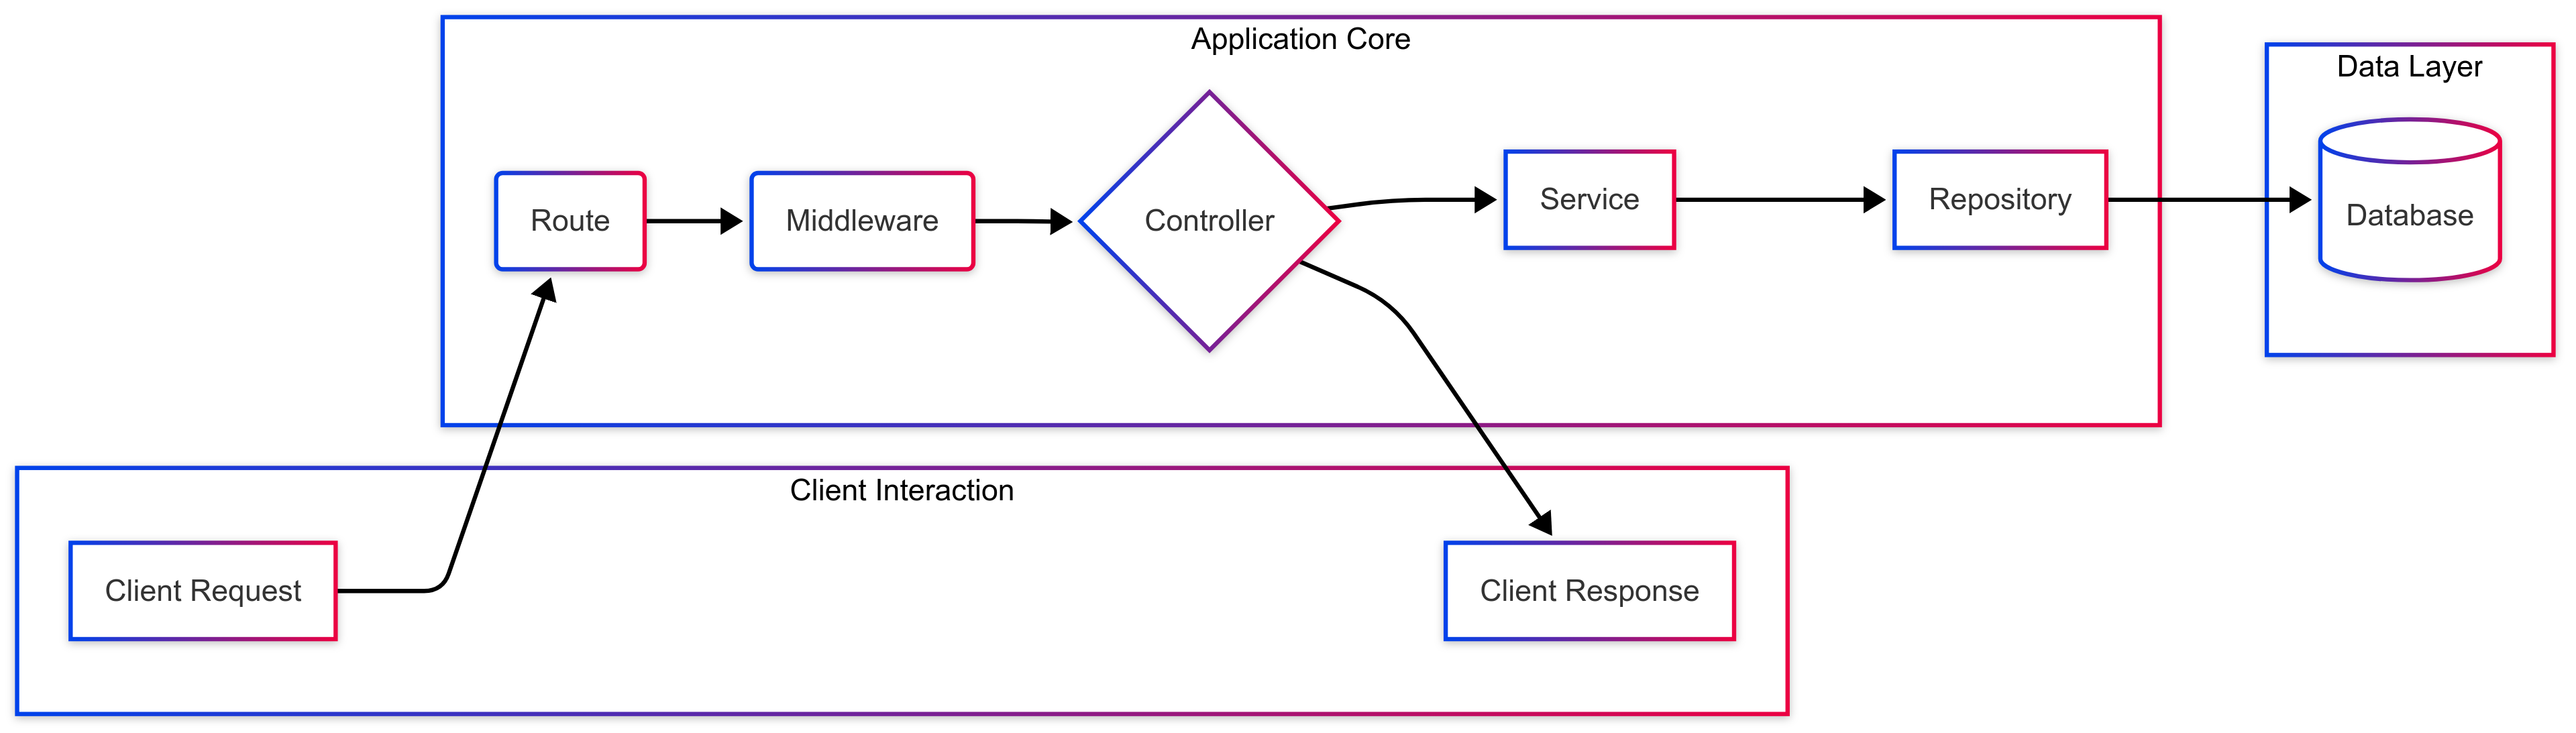 Application Core
Data Layer
Route
Middleware
Controller
Service
Repository
Database
Client Interaction
Client Request
Client Response